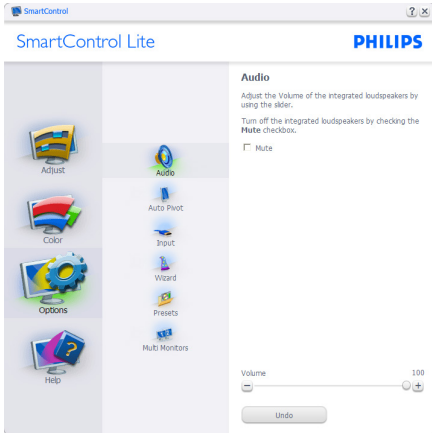 SmartControl
SmartControl Lite
PHILIPS
Adjust
Color
Options
Help
Audio
Auto Pivot
Input
Wizard
Presets
Multi Monitors
Audio
Adjust the Volume of the integrated loudspeakers by
using the slider.
Turn off the integrated loudspeakers by checking the
Mute checkbox.
Mute
Volume 100
Undo